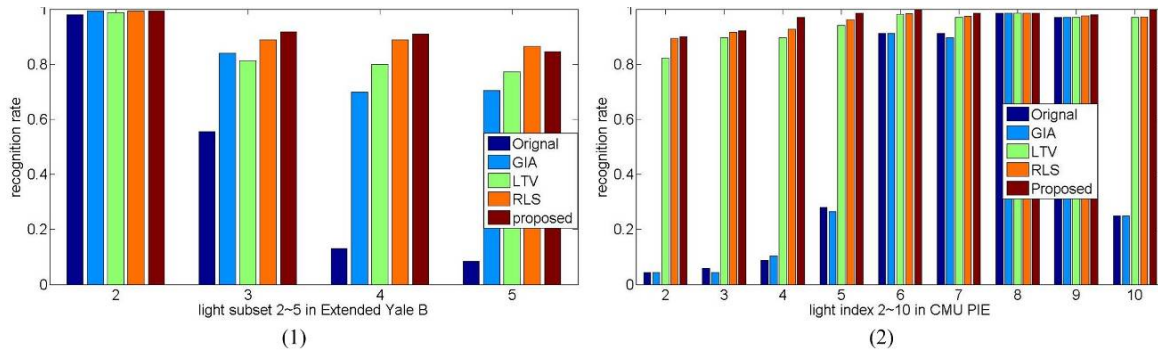 1
0.8
0.6
0.4
0.2
0
recognition rate
Orignal
GIA
LTV
RLS
proposed
2 3 4 5
light subset 2~5 in Extended Yale B
(1)
1
0.8
0.6
0.4
0.2
0
recognition rate
Orignal
GIA
LTV
RLS
Proposed
2 3 4 5 6 7 8 9 10
light index 2~10 in CMU PIE
(2)